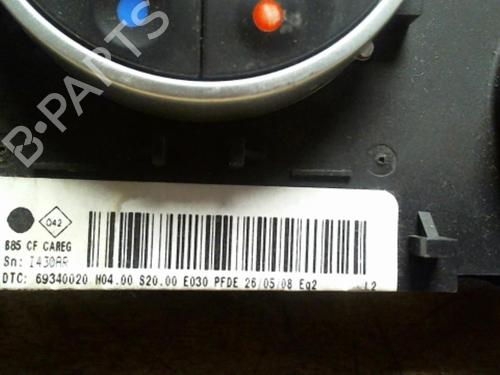 B-PARTS
042
B85 CF CAREG
Sn: I430AR
DTC: 69340020 H04.00 S20.00 E030 PFDE 26/05/08 Eq2 L2